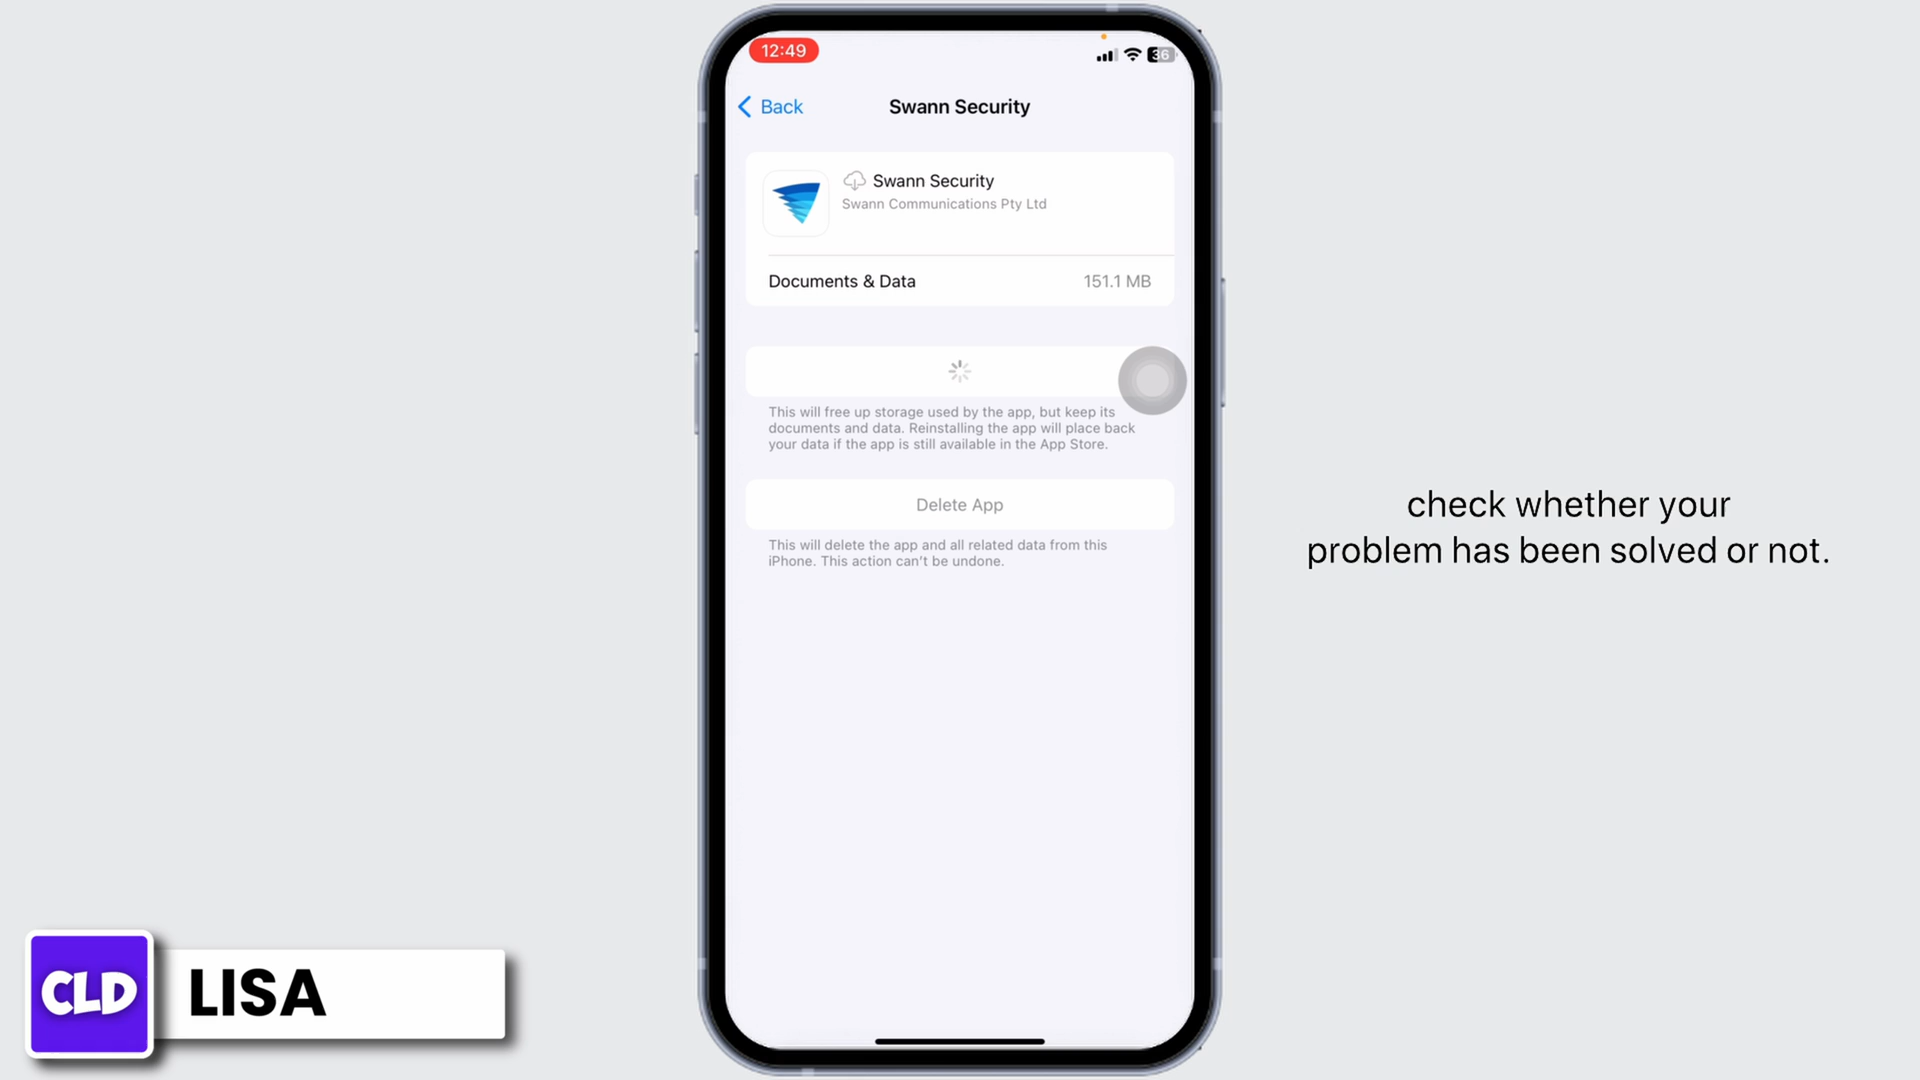 12:49
36
Back
Swann Security
Swann Security
Swann Communications Pty Ltd
Documents & Data
151.1 MB
This will free up storage used by the app, but keep its
documents and data. Reinstalling the app will place back
your data if the app is still available in the App Store.
Delete App
This will delete the app and all related data from this
iPhone. This action can't be undone.
check whether your
problem has been solved or not.
CLD
LISA